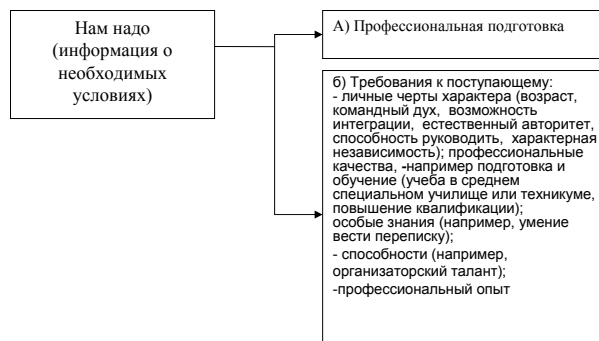 Нам надо
(информация о
необходимых
условиях)
А) Профессиональная подготовка
б) Требования к поступающему:
- личные черты характера (возраст,
командный дух, возможность
интеграции, естественный авторитет,
способность руководить, характерная
независимость); профессиональные
качества, -например подготовка и
обучение (учеба в среднем
специальном училище или техникуме,
повышение квалификации);
особые знания (например, умение
вести переписку);
- способности (например,
организаторский талант);
-профессиональный опыт